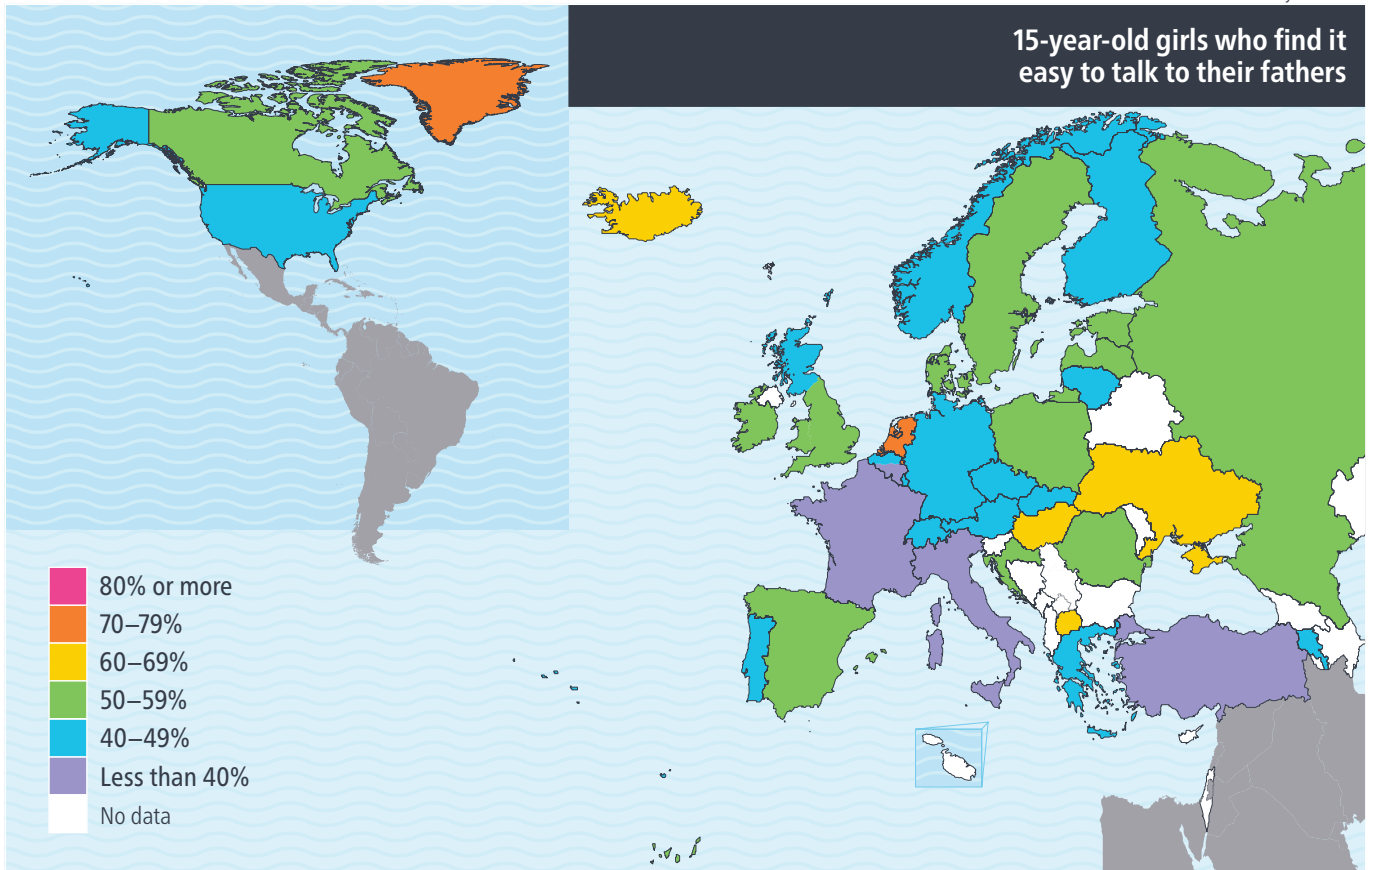 15-year-old girls who find it
easy to talk to their fathers
80% or more
70–79%
60–69%
50–59%
40–49%
Less than 40%
No data